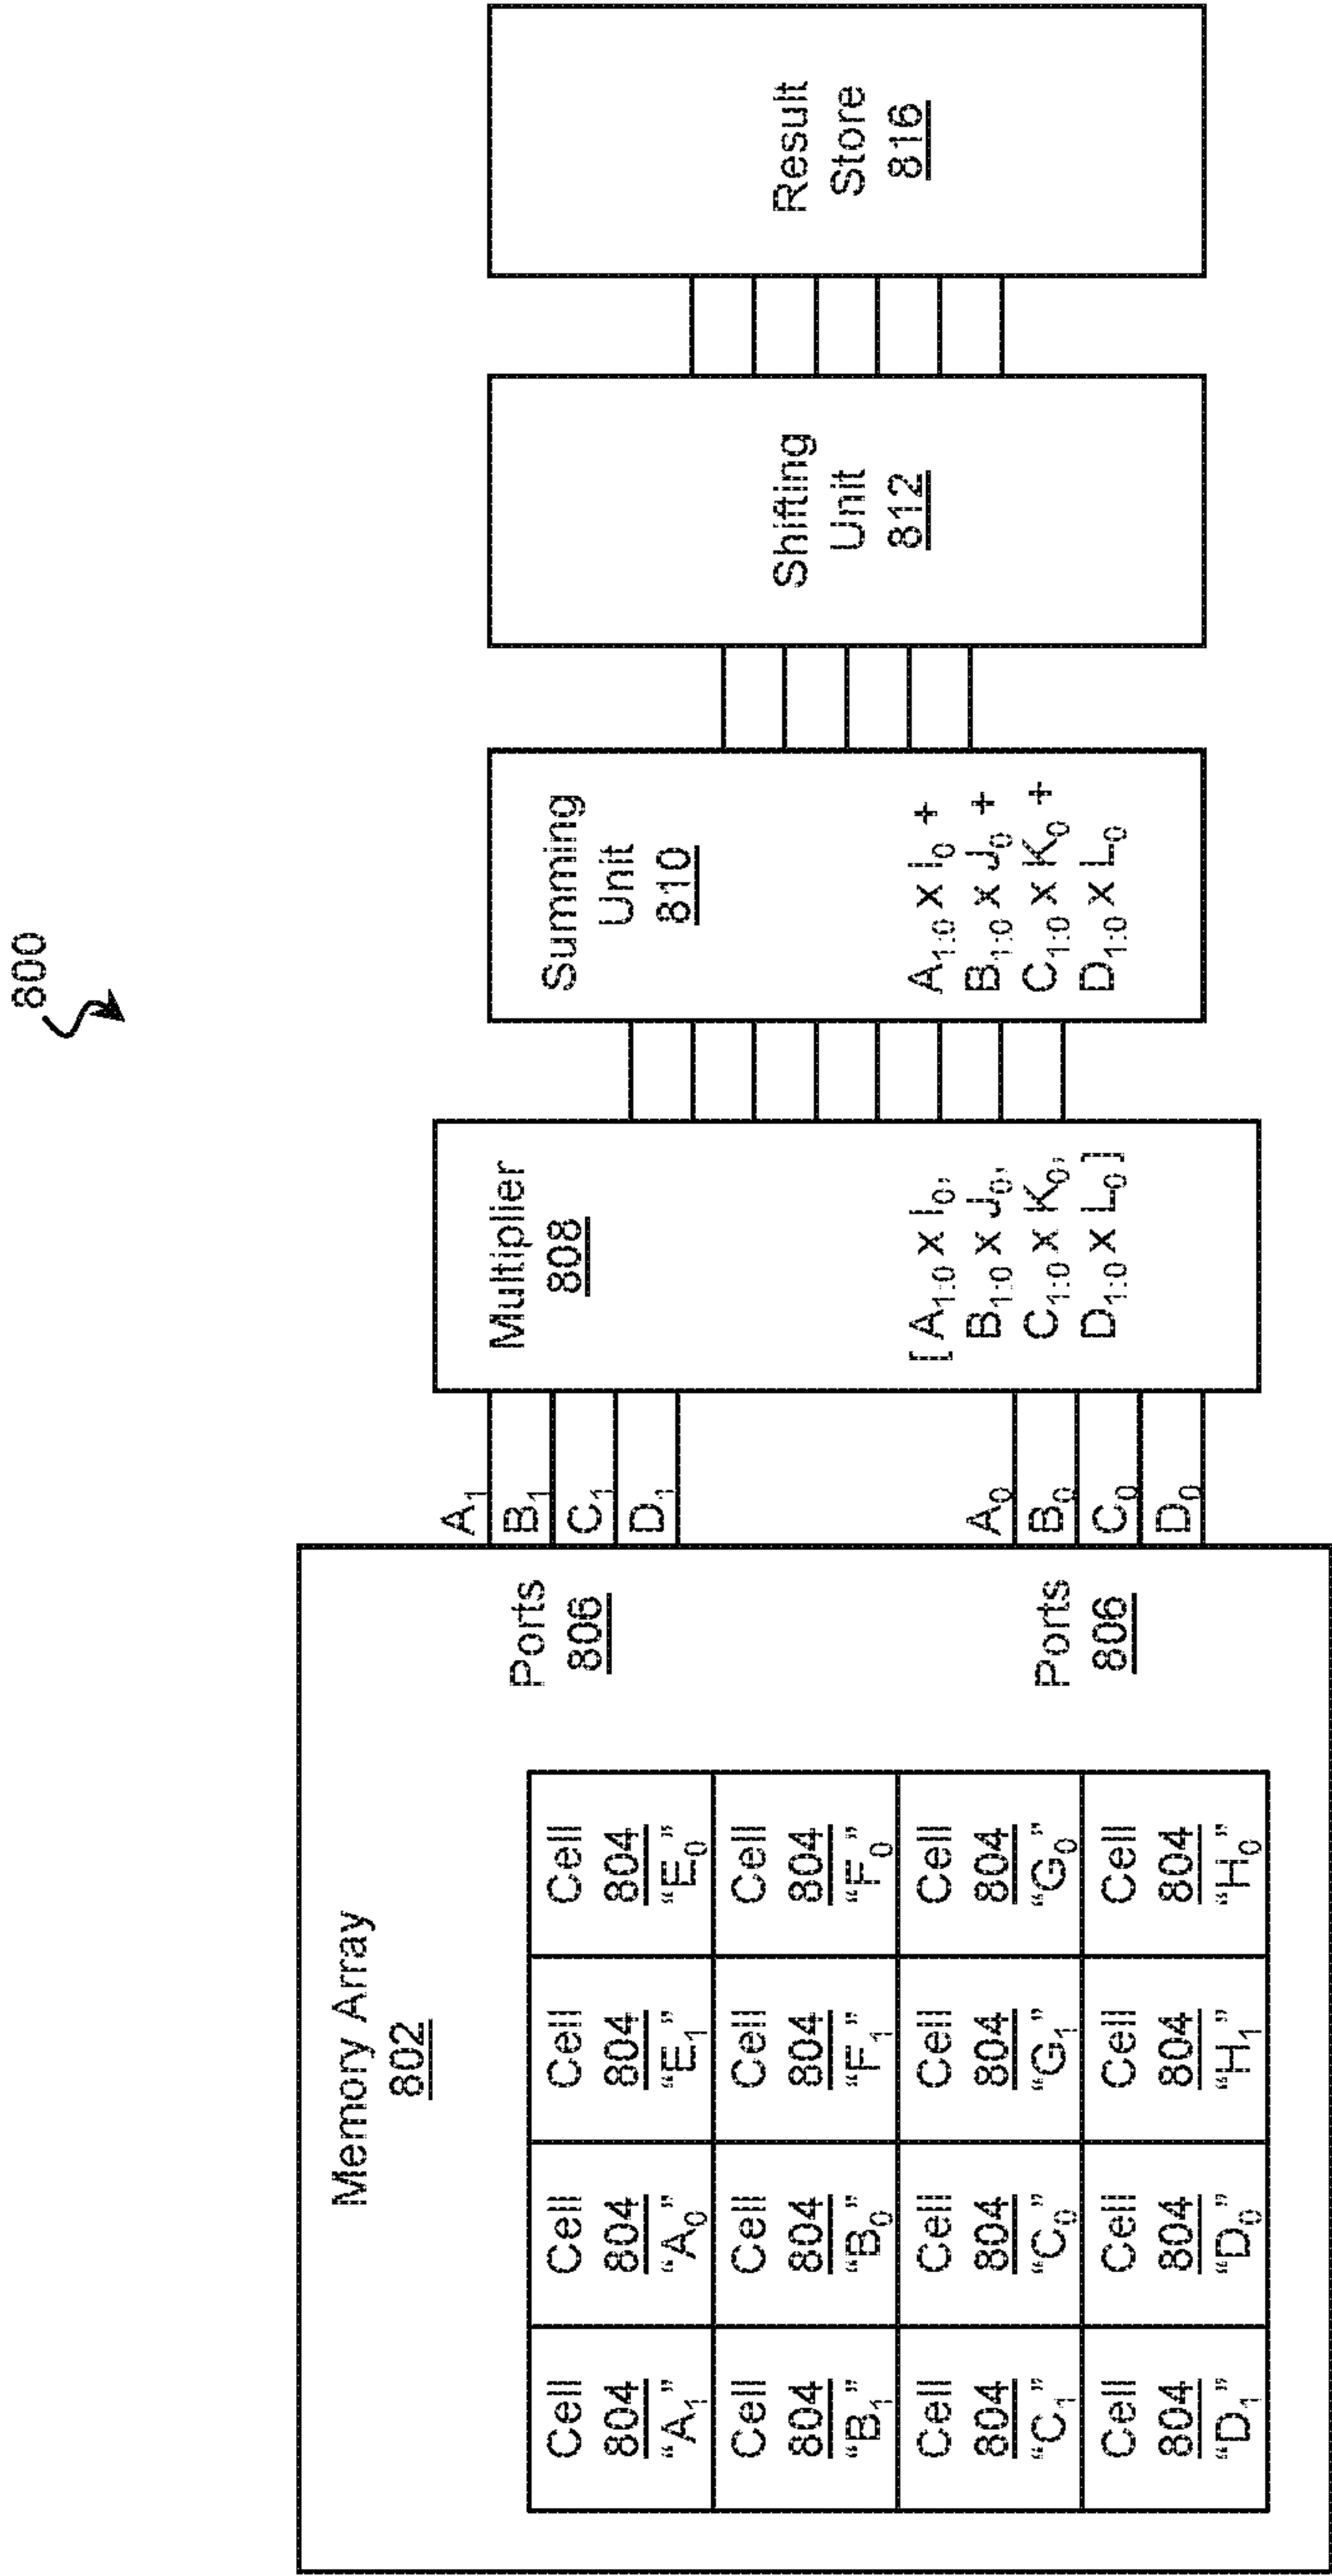 800
Memory Array
802
Cell Cell Cell Cell
804 804 804 804
“A₁” “A₀” “E₁” “E₀”
Cell Cell Cell Cell
804 804 804 804
“B₁” “B₀” “F₁” “F₀”
Cell Cell Cell Cell
804 804 804 804
“C₁” “C₀” “G₁” “G₀”
Cell Cell Cell Cell
804 804 804 804
“D₁” “D₀” “H₁” “H₀”
Ports
806
Ports
806
A₁
B₁
C₁
D₁
A₀
B₀
C₀
D₀
Multiplier
808
[ A₁:₀ x I₀,
B₁:₀ x J₀,
C₁:₀ x K₀,
D₁:₀ x L₀ ]
Summing
Unit
810
A₁:₀ x I₀ +
B₁:₀ x J₀ +
C₁:₀ x K₀ +
D₁:₀ x L₀
Shifting
Unit
812
Result
Store
816